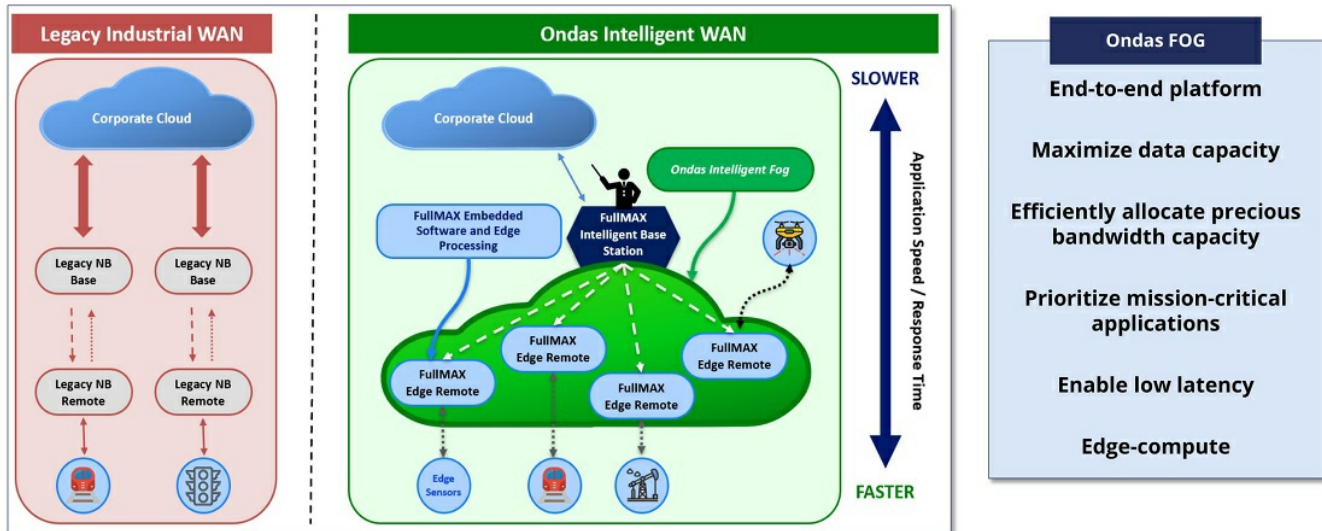 Legacy Industrial WAN
Corporate Cloud
Legacy NB
Base
Legacy NB
Base
Legacy NB
Remote
Legacy NB
Remote
Ondas Intelligent WAN
Corporate Cloud
Ondas Intelligent Fog
FullMAX Embedded
Software and Edge
Processing
FullMAX
Intelligent Base
Station
FullMAX
Edge Remote
FullMAX
Edge Remote
FullMAX
Edge Remote
FullMAX
Edge Remote
Edge
Sensors
SLOWER
Application Speed / Response Time
FASTER
Ondas FOG
End-to-end platform
Maximize data capacity
Efficiently allocate precious
bandwidth capacity
Prioritize mission-critical
applications
Enable low latency
Edge-compute